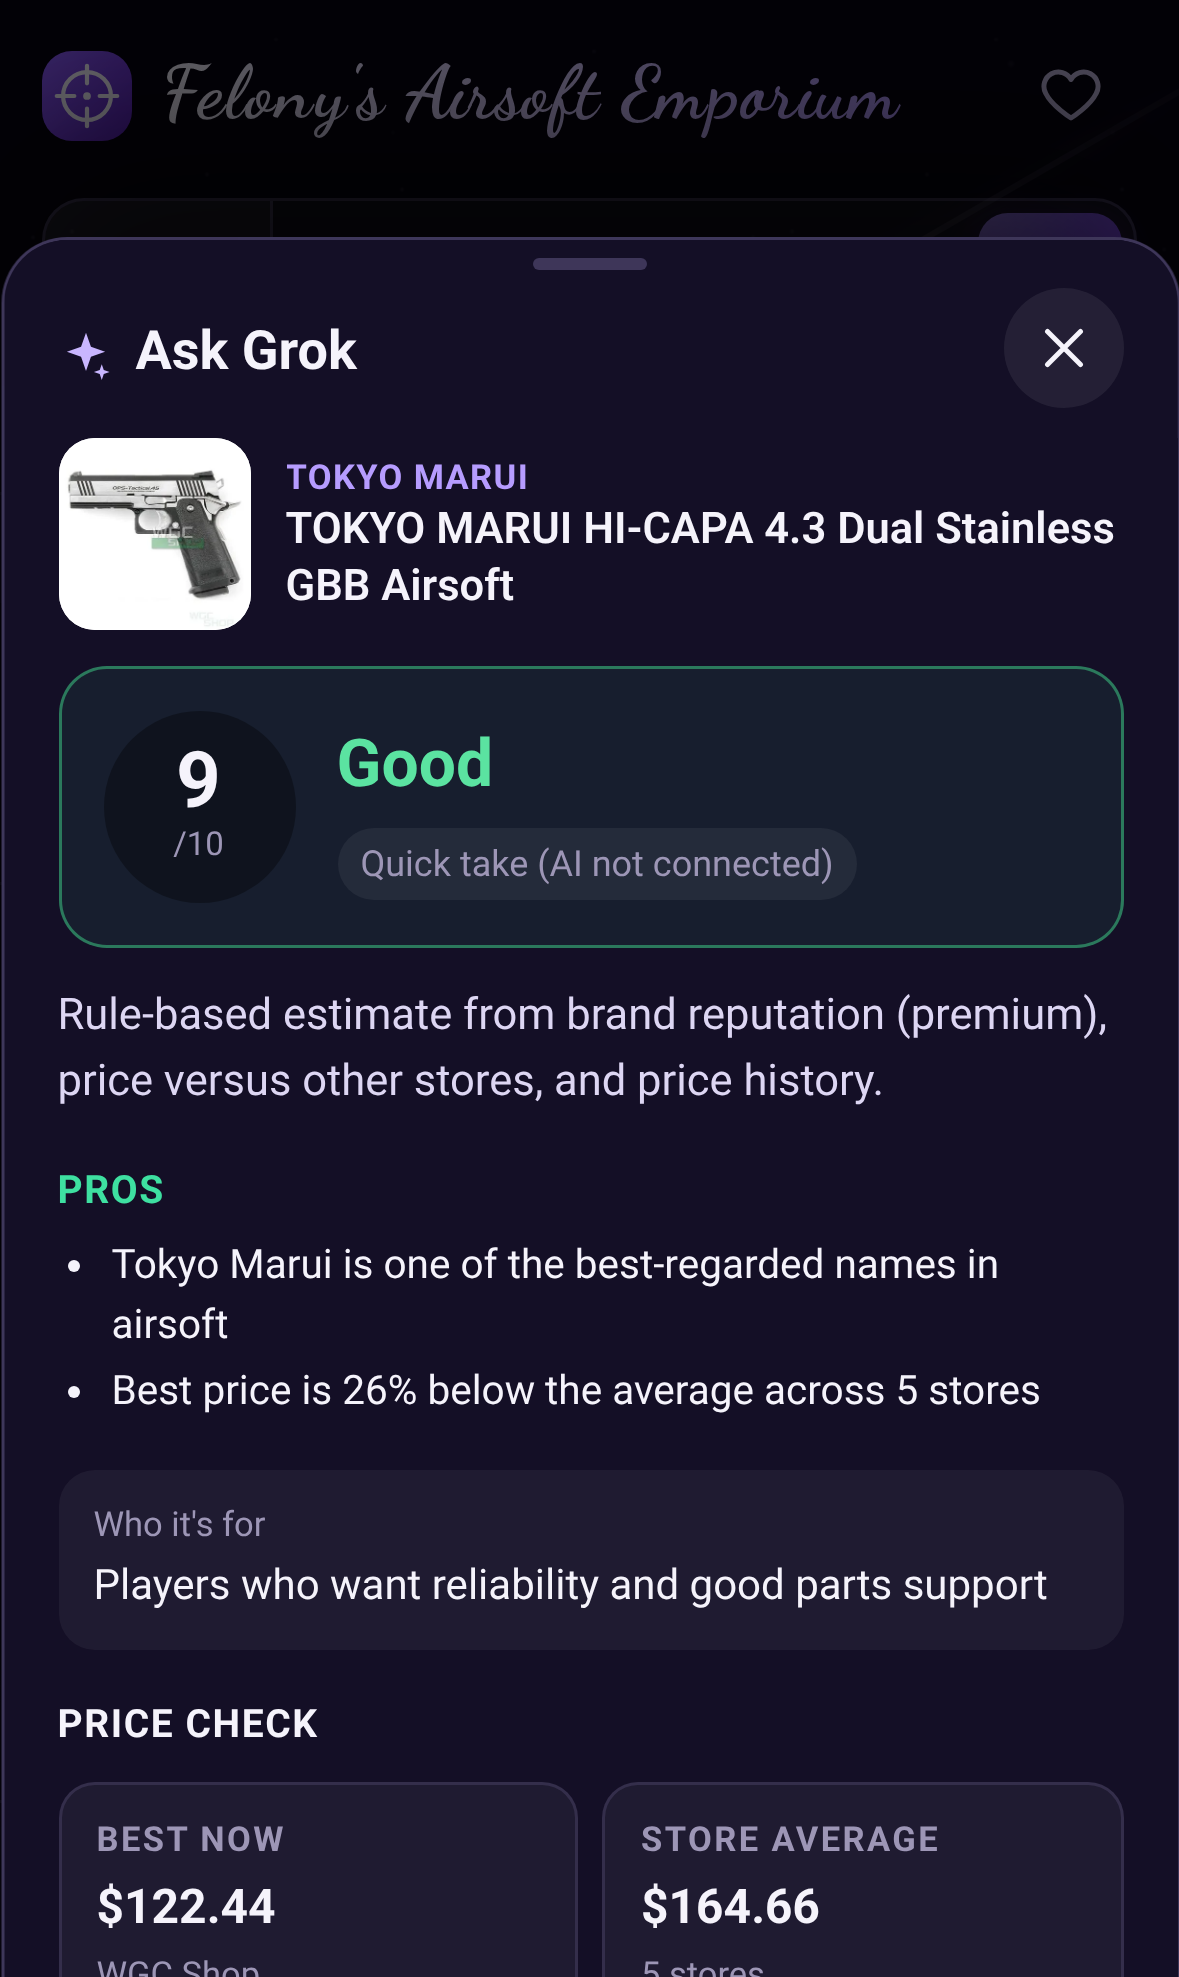 Felony's Airsoft Emporium
Ask Grok
TOKYO MARUI
TOKYO MARUI HI-CAPA 4.3 Dual Stainless
GBB Airsoft
9
/10
Good
Quick take (AI not connected)
Rule-based estimate from brand reputation (premium),
price versus other stores, and price history.
PROS
• Tokyo Marui is one of the best-regarded names in
airsoft
• Best price is 26% below the average across 5 stores
Who it's for
Players who want reliability and good parts support
PRICE CHECK
BEST NOW
$122.44
WGC Shop
STORE AVERAGE
$164.66
5 stores